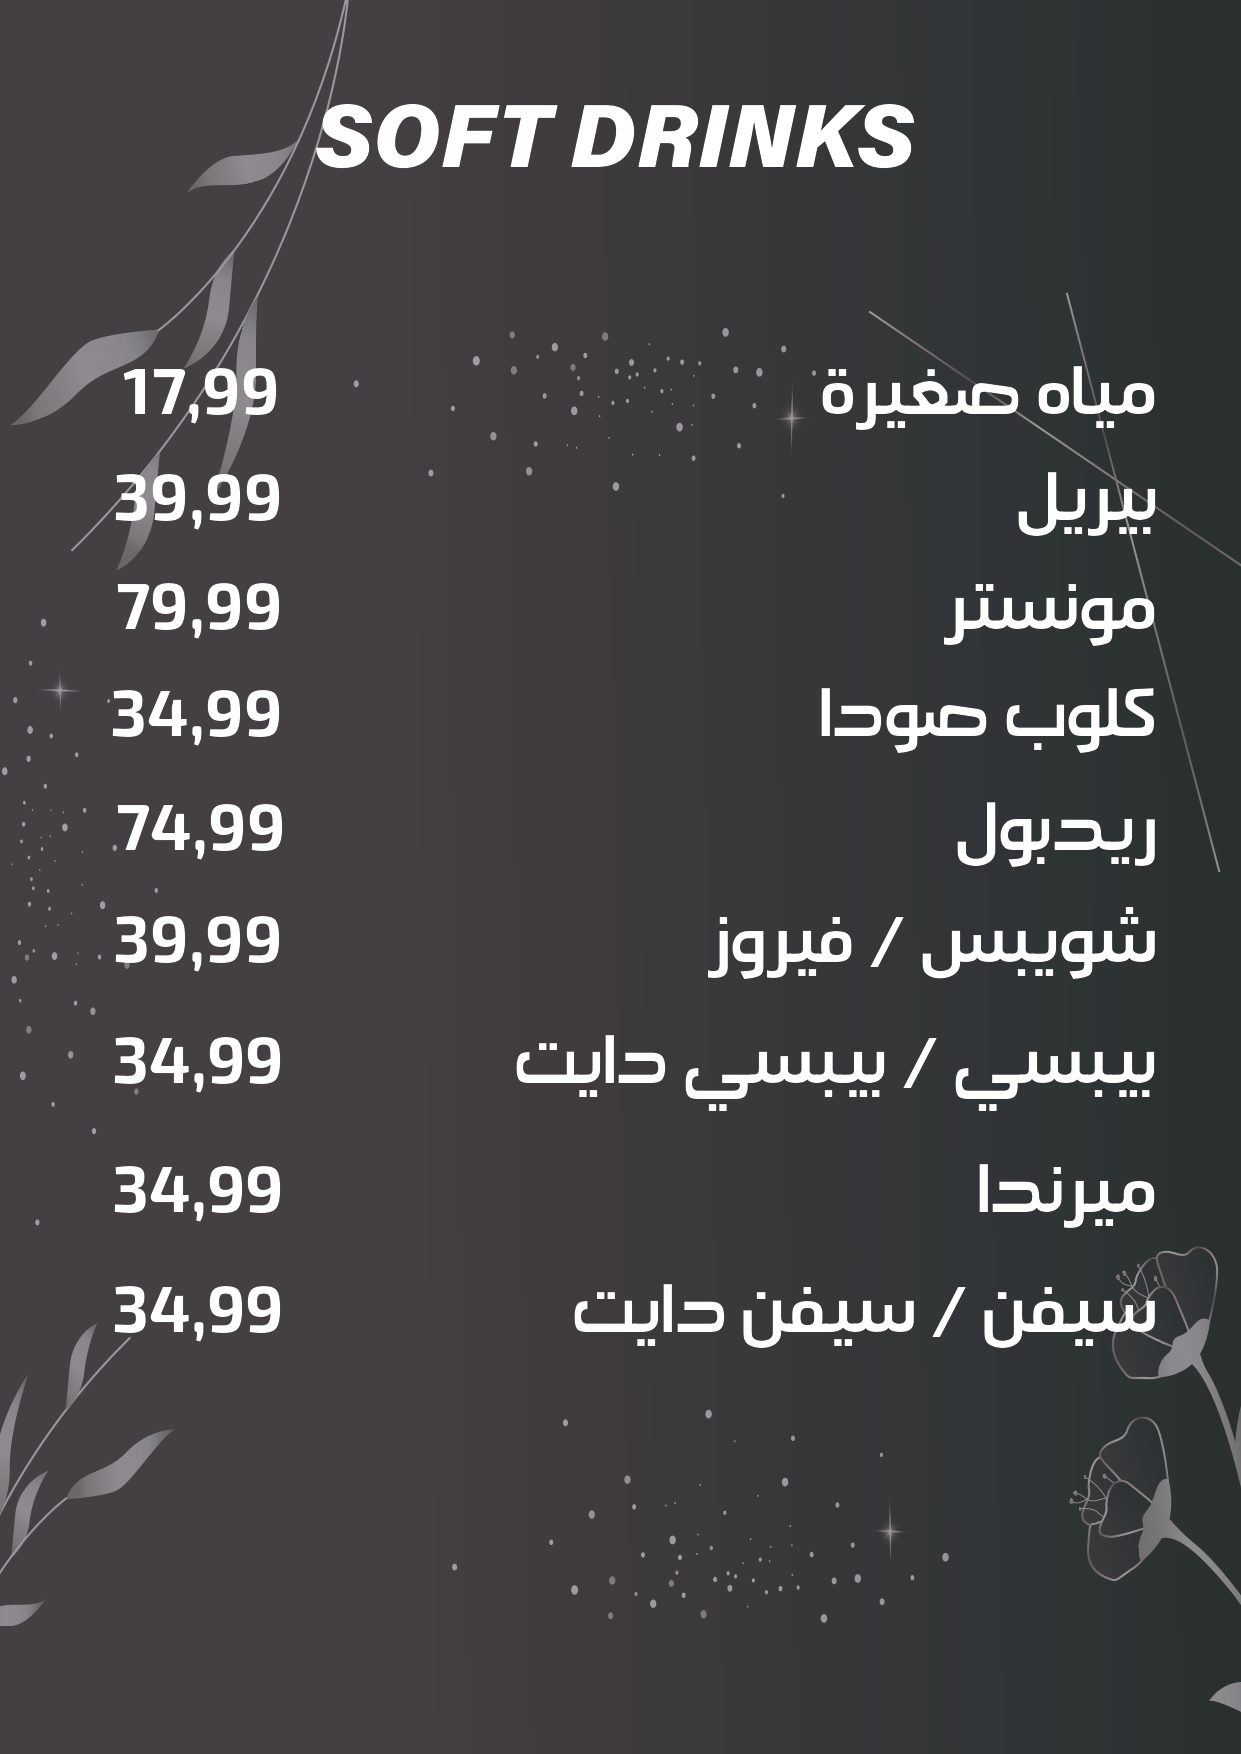 SOFT DRINKS
مياه صغيرة 17,99
بيريل 39,99
مونستر 79,99
كلوب صودا 34,99
ريدبول 74,99
شويبس / فيروز 39,99
بيبسي / بيبسي دايت 34,99
ميرندا 34,99
سيفن / سيفن دايت 34,99